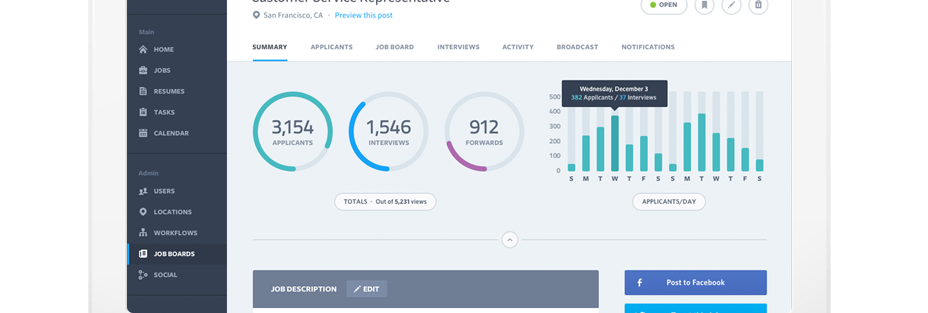 Customer Service Representative
San Francisco, CA · Preview this post
OPEN
Main
HOME
JOBS
RESUMES
TASKS
CALENDAR
Admin
USERS
LOCATIONS
WORKFLOWS
JOB BOARDS
SOCIAL
SUMMARY APPLICANTS JOB BOARD INTERVIEWS ACTIVITY BROADCAST NOTIFICATIONS
3,154
APPLICANTS
1,546
INTERVIEWS
912
FORWARDS
TOTALS · Out of 5,231 views
Wednesday, December 3
382 Applicants / 37 Interviews
500
400
300
200
100
0
S M T W T F S S M T W T F S
APPLICANTS/DAY
JOB DESCRIPTION EDIT
Post to Facebook